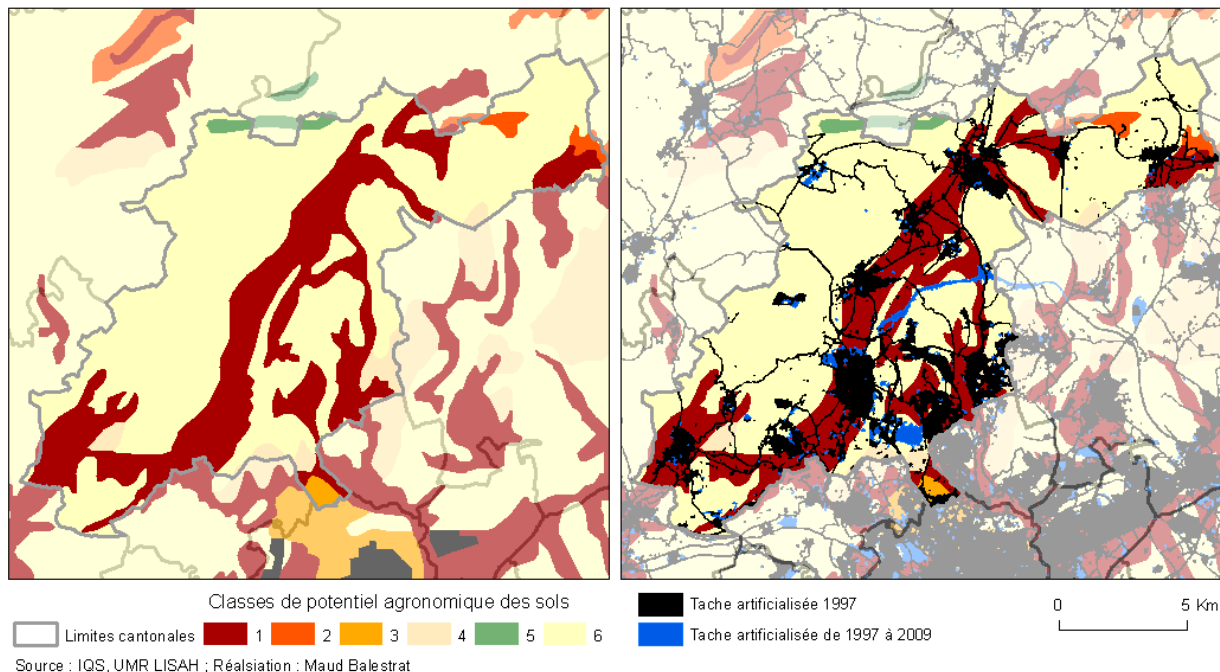 Classes de potentiel agronomique des sols
Limites cantonales 1 2 3 4 5 6
Source : IQS, UMR LISAH ; Réalsiation : Maud Balestrat
Tache artificialisée 1997
Tache artificialisée de 1997 à 2009
0 5 Km